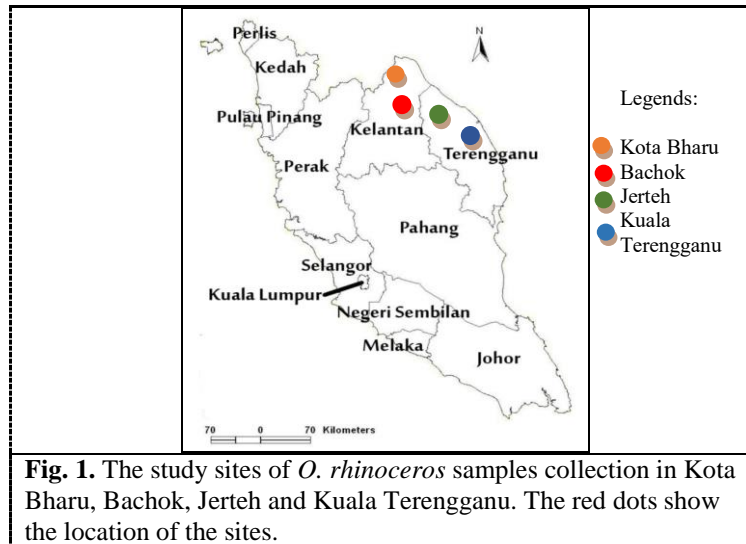 N
Perlis
Kedah
Pulau Pinang
Kelantan
Terengganu
Perak
Pahang
Selangor
Kuala Lumpur
Negeri Sembilan
Melaka
Johor
70 0 70 Kilometers
Legends:
Kota Bharu
Bachok
Jerteh
Kuala
Terengganu
Fig. 1. The study sites of O. rhinoceros samples collection in Kota
Bharu, Bachok, Jerteh and Kuala Terengganu. The red dots show
the location of the sites.